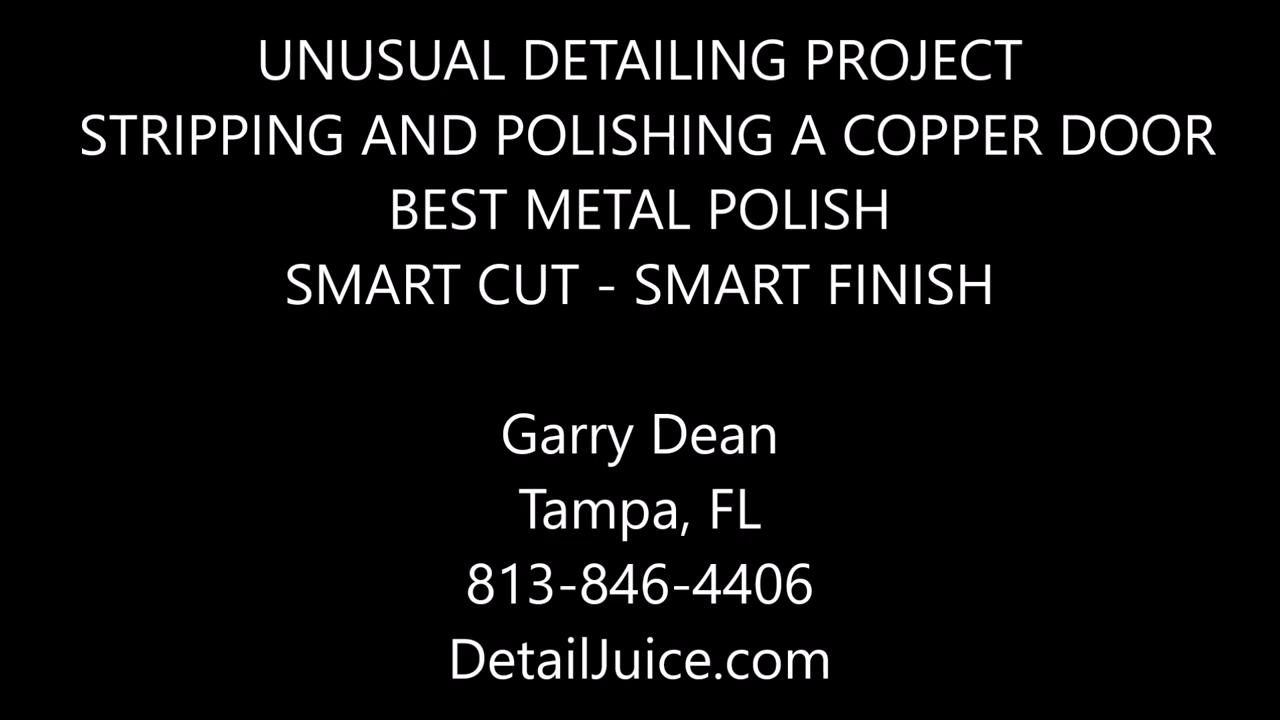 UNUSUAL DETAILING PROJECT
STRIPPING AND POLISHING A COPPER DOOR
BEST METAL POLISH
SMART CUT - SMART FINISH
Garry Dean
Tampa, FL
813-846-4406
DetailJuice.com